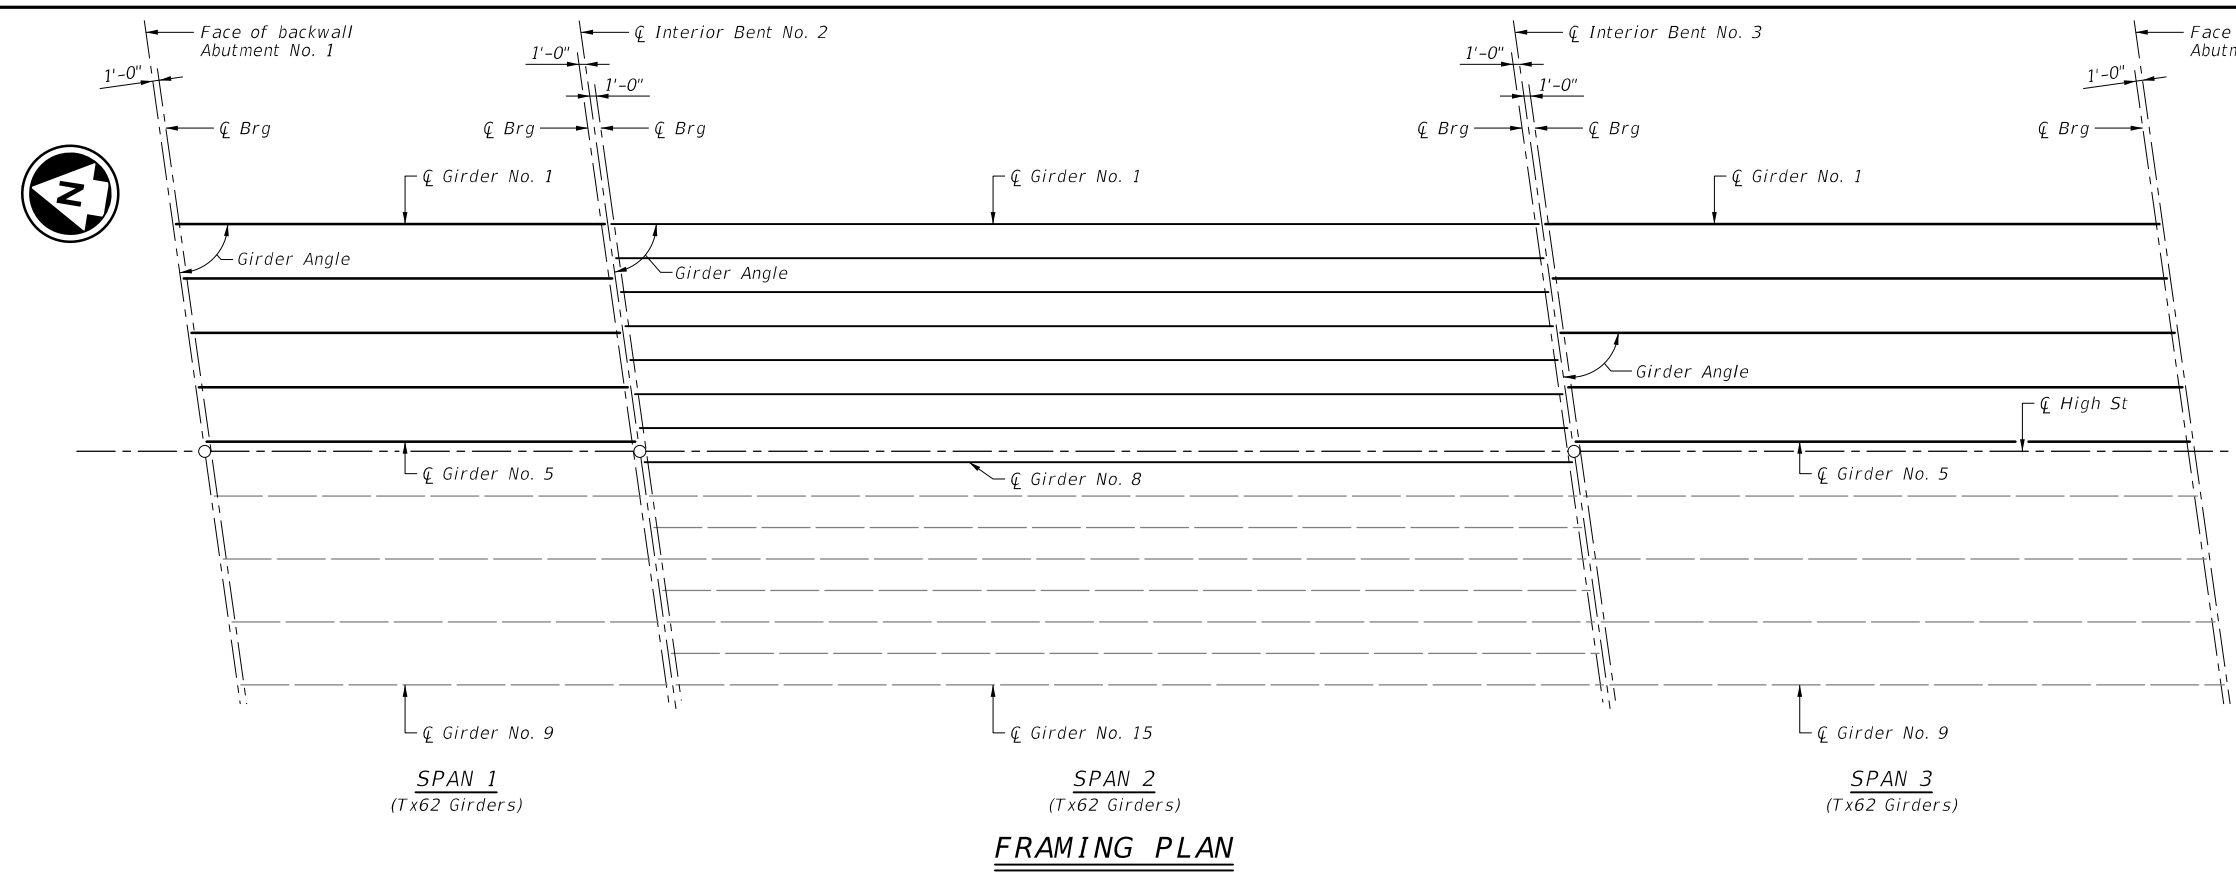 Face of backwall
Abutment No. 1
℄ Interior Bent No. 2
℄ Interior Bent No. 3
Face
1'-0"
1'-0"
1'-0"
1'-0"
1'-0"
1'-0"
℄ Brg
℄ Brg
℄ Brg
℄ Brg
℄ Brg
℄ Brg
N
℄ Girder No. 1
℄ Girder No. 1
℄ Girder No. 1
Girder Angle
Girder Angle
Girder Angle
℄ High St
℄ Girder No. 5
℄ Girder No. 8
℄ Girder No. 5
℄ Girder No. 9
℄ Girder No. 15
℄ Girder No. 9
SPAN 1
(Tx62 Girders)
SPAN 2
(Tx62 Girders)
SPAN 3
(Tx62 Girders)
FRAMING PLAN